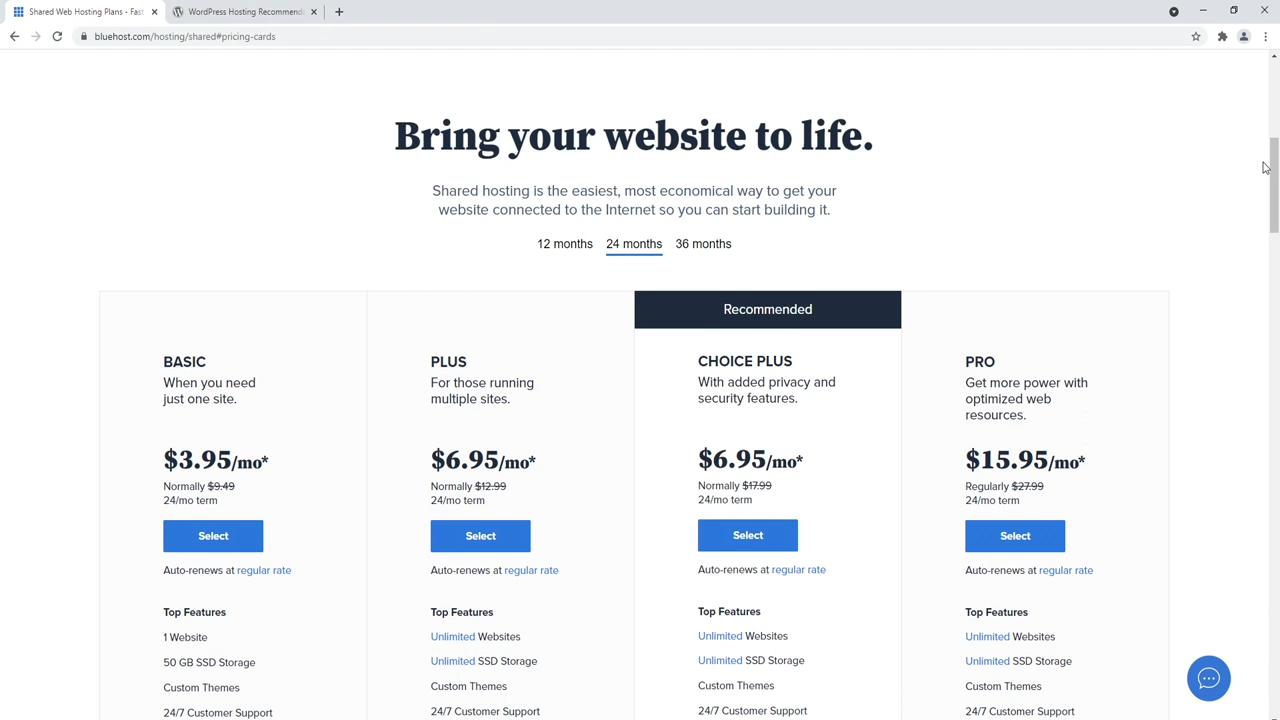 Shared Web Hosting Plans - Fast
WordPress Hosting Recommend
bluehost.com/hosting/shared#pricing-cards
Bring your website to life.
Shared hosting is the easiest, most economical way to get your
website connected to the Internet so you can start building it.
12 months 24 months 36 months
Recommended
BASIC
When you need
just one site.
$3.95/mo*
Normally $9.49
24/mo term
Select
Auto-renews at regular rate
Top Features
1 Website
50 GB SSD Storage
Custom Themes
24/7 Customer Support
PLUS
For those running
multiple sites.
$6.95/mo*
Normally $12.99
24/mo term
Select
Auto-renews at regular rate
Top Features
Unlimited Websites
Unlimited SSD Storage
Custom Themes
24/7 Customer Support
CHOICE PLUS
With added privacy and
security features.
$6.95/mo*
Normally $17.99
24/mo term
Select
Auto-renews at regular rate
Top Features
Unlimited Websites
Unlimited SSD Storage
Custom Themes
24/7 Customer Support
PRO
Get more power with
optimized web
resources.
$15.95/mo*
Regularly $27.99
24/mo term
Select
Auto-renews at regular rate
Top Features
Unlimited Websites
Unlimited SSD Storage
Custom Themes
24/7 Customer Support